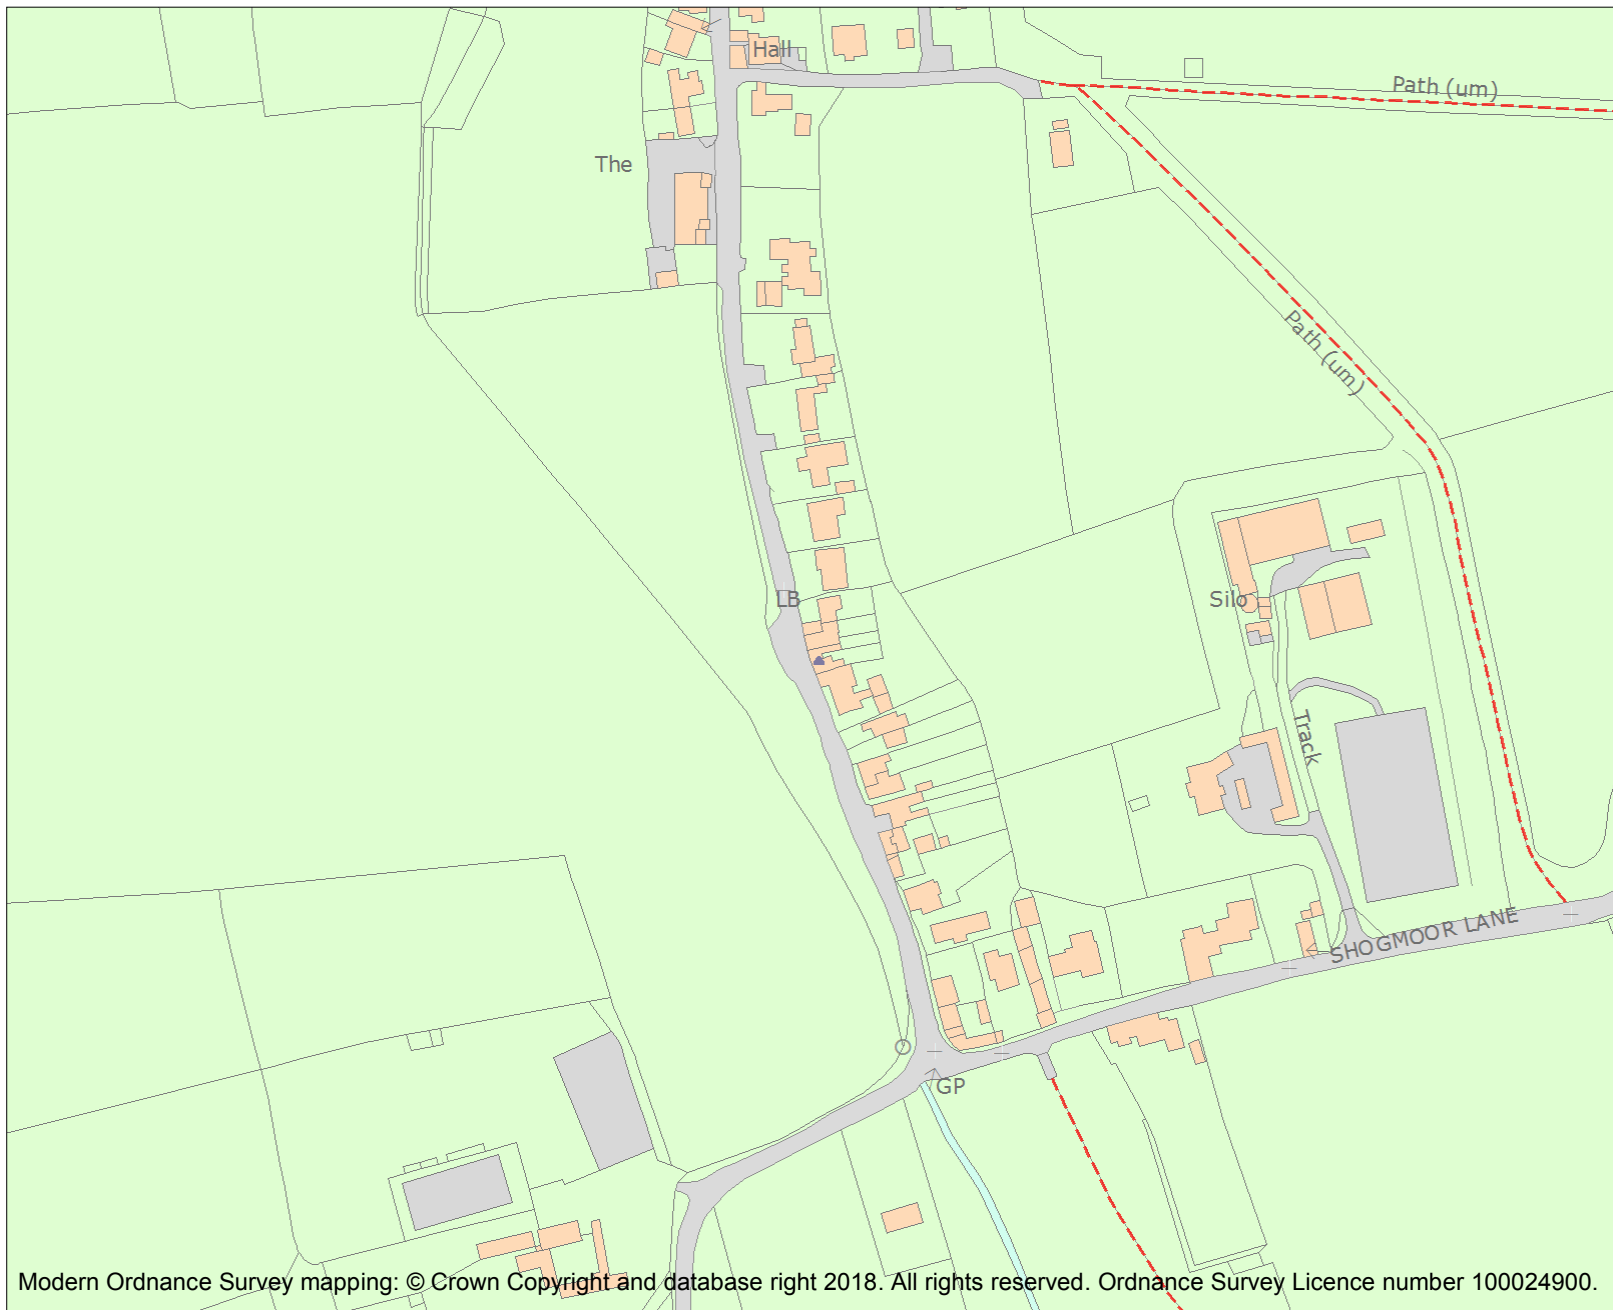 Hall
Path (um)
The
Path (um)
LB
Silo
Track
SHOGMOOR LANE
GP
Modern Ordnance Survey mapping: © Crown Copyright and database right 2018. All rights reserved. Ordnance Survey Licence number 100024900.